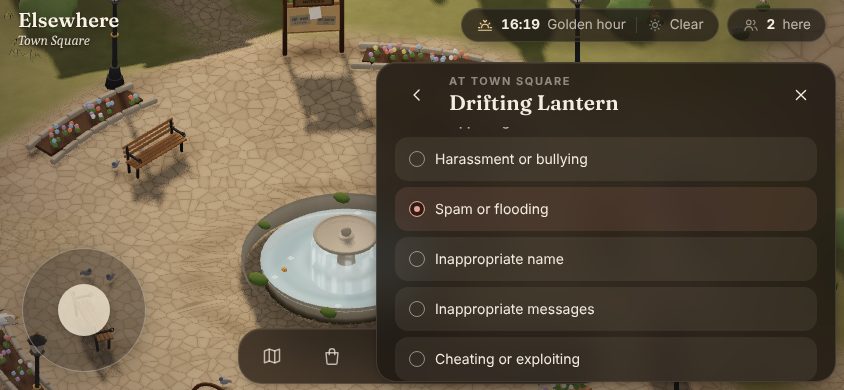 Elsewhere
Town Square
16:19 Golden hour
Clear
2 here
AT TOWN SQUARE
Drifting Lantern
Harassment or bullying
Spam or flooding
Inappropriate name
Inappropriate messages
Cheating or exploiting